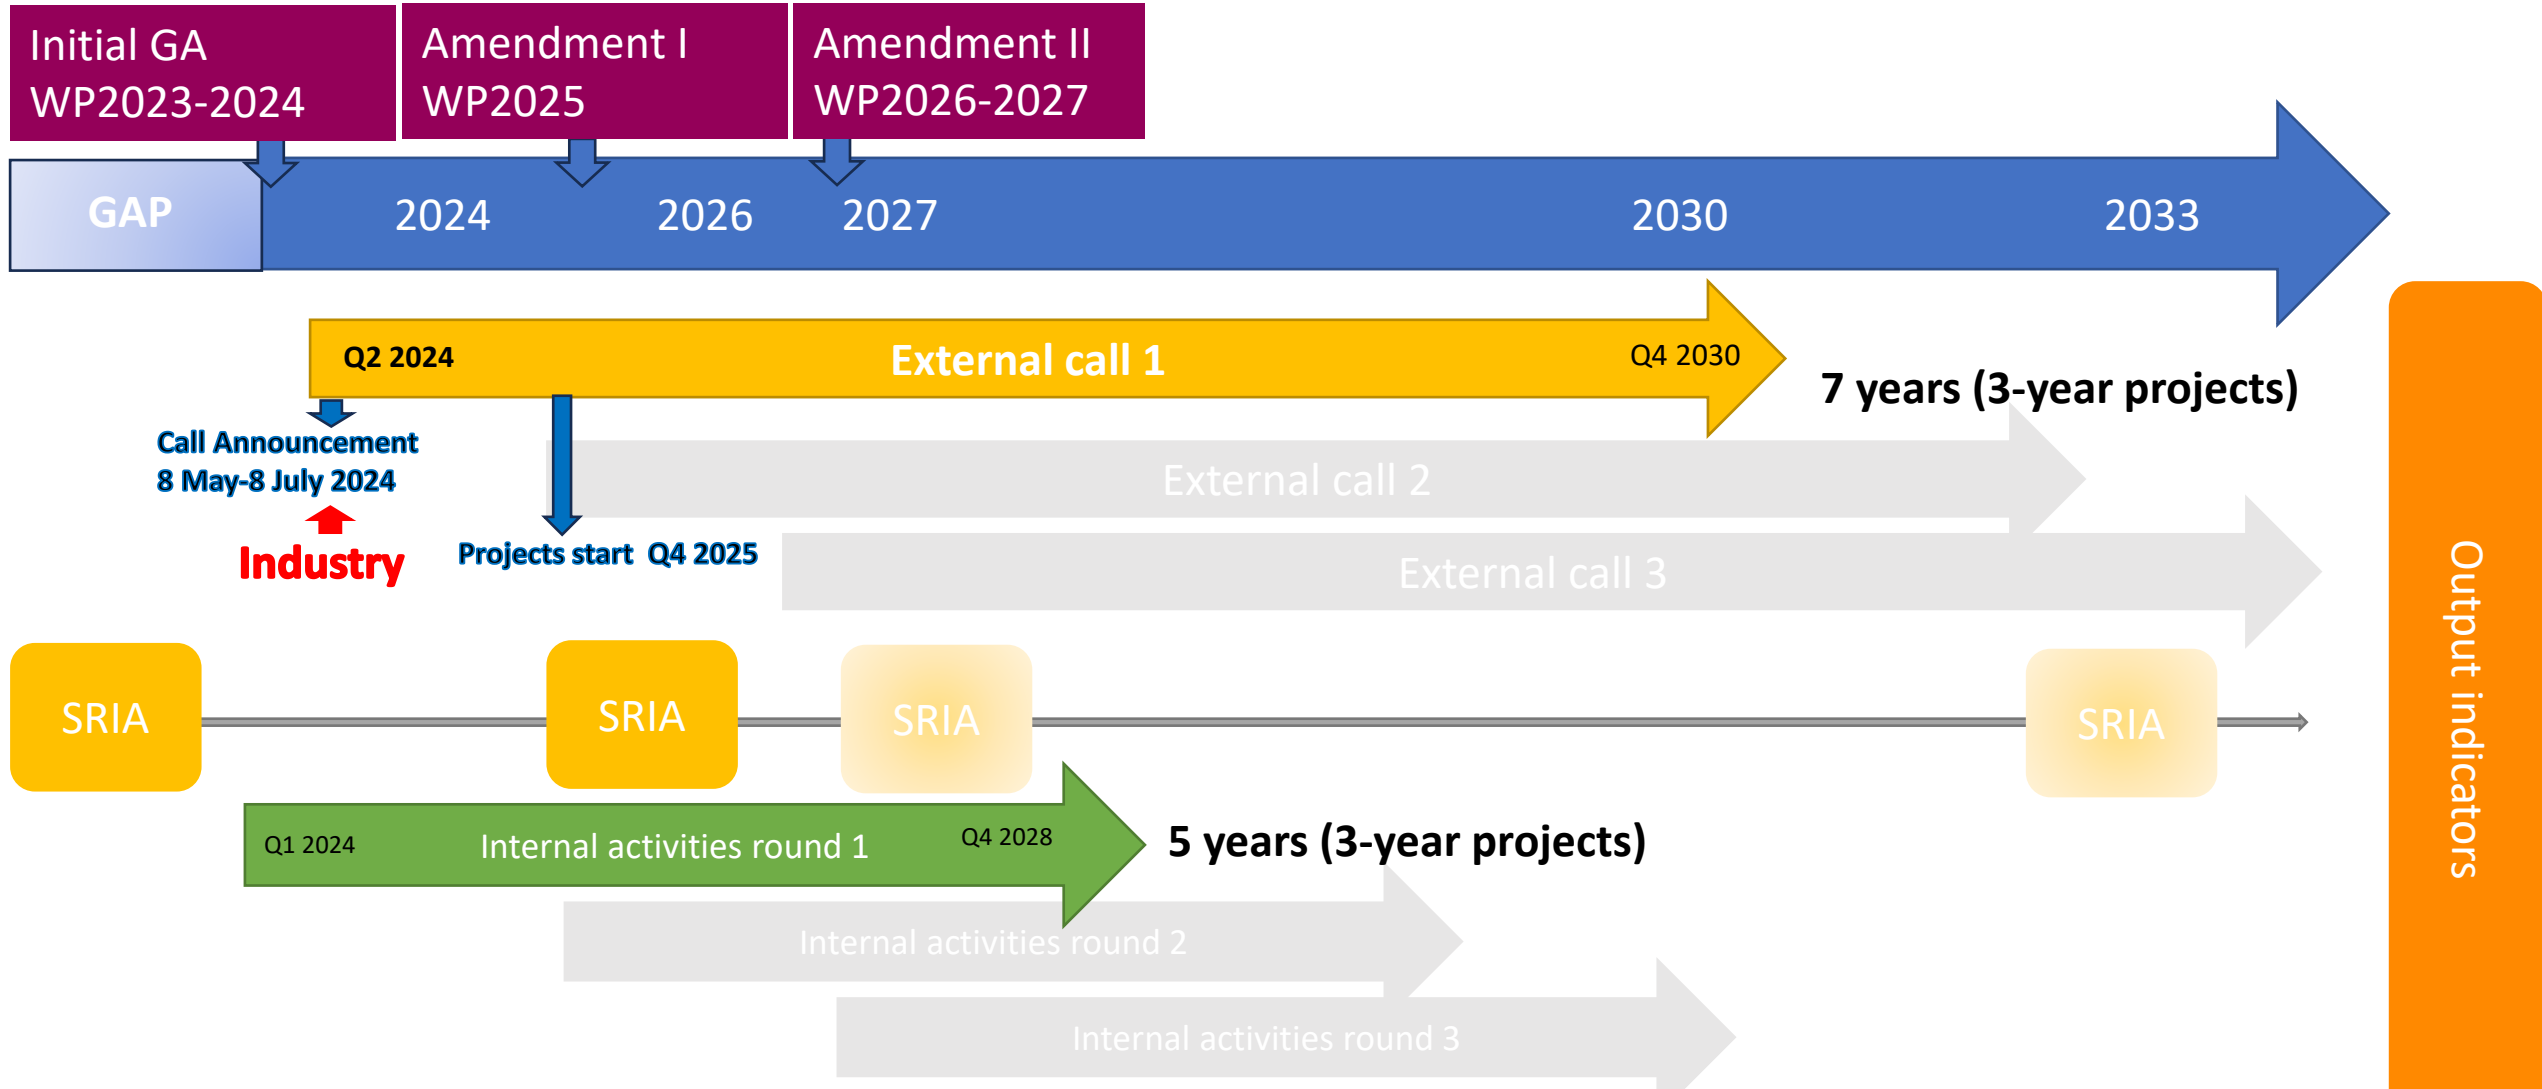 Initial GA
WP2023-2024
Amendment I
WP2025
Amendment II
WP2026-2027
GAP
2024
2026
2027
2030
2033
Q2 2024
External call 1
Q4 2030
7 years (3-year projects)
Call Announcement
8 May-8 July 2024
Industry
External call 2
Projects start Q4 2025
External call 3
SRIA
SRIA
SRIA
SRIA
Output indicators
Q1 2024
Internal activities round 1
Q4 2028
5 years (3-year projects)
Internal activities round 2
Internal activities round 3